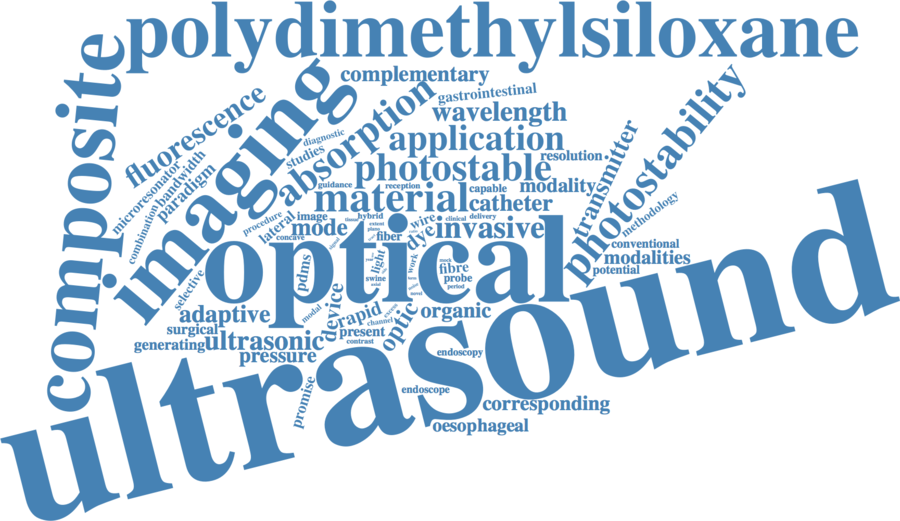 polydimethylsiloxane
composite
complementary
gastrointestinal
fluorescence
imaging
absorption
wavelength
diagnostic
studies
application
photostability
transmitter
microresonator
bandwidth
combination
paradigm
photostable
resolution
guidance
reception
capable
modality
material
catheter
methodology
procedure
lateral
image
hybrid
wire
clinical
delivery
mode
concave
fiber
dye
invasive
optical
conventional
modalities
potential
selective
pdms
light
work
fibre
probe
swine
period
adaptive
modal
device
rapid
channel
optic
organic
surgical
generating
ultrasonic
present
contrast
pressure
endoscopy
ultrasound
promise
endoscope
corresponding
oesophageal